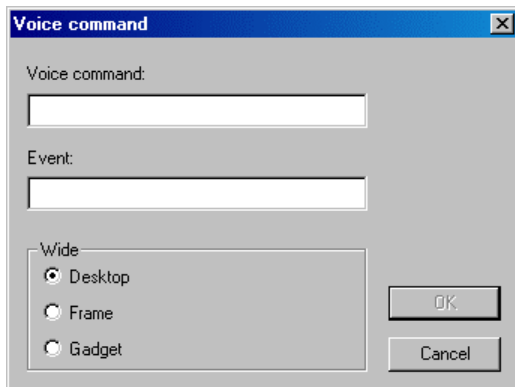 Voice command
Voice command:
Event:
Wide
Desktop
Frame
Gadget
OK
Cancel